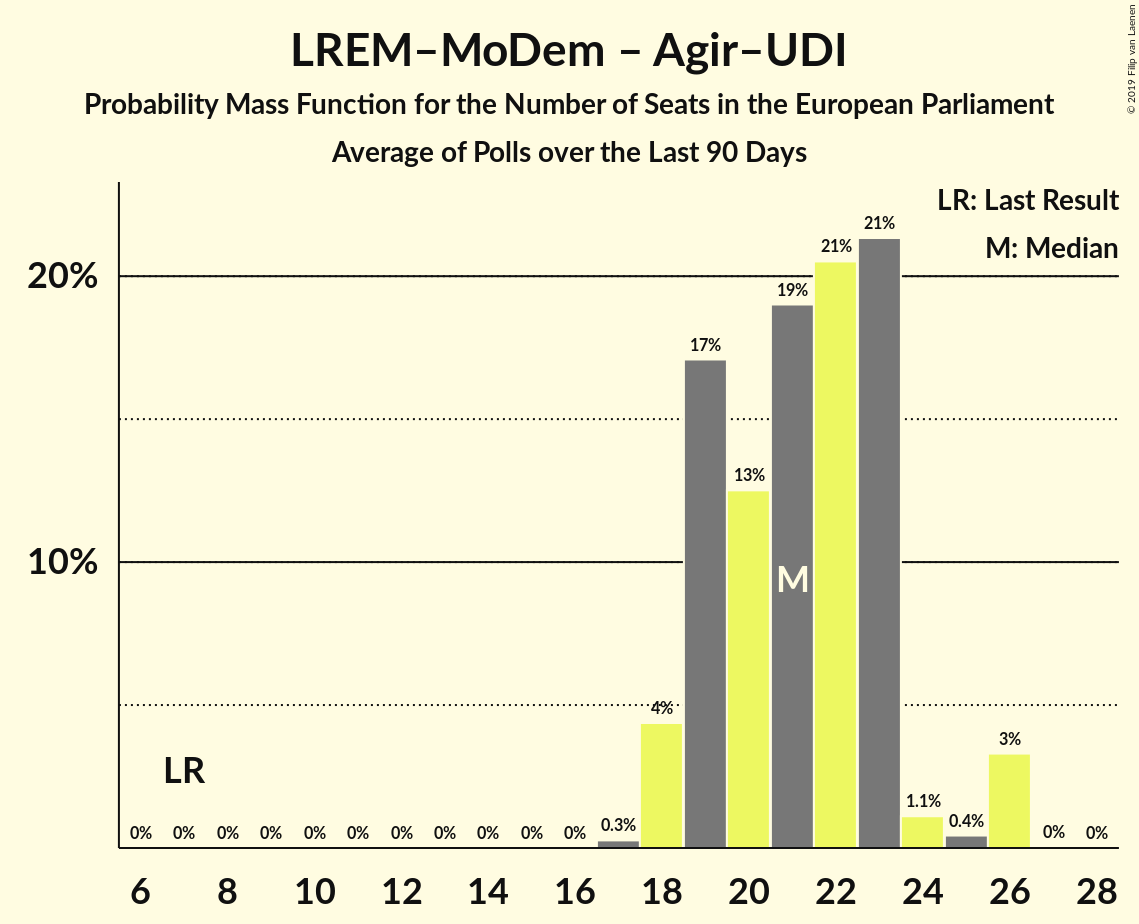 LREM–MoDem – Agir–UDI
Probability Mass Function for the Number of Seats in the European Parliament
Average of Polls over the Last 90 Days
© 2019 Filip van Laenen
LR: Last Result
M: Median
20%
10%
0% 0% 0% 0% 0% 0% 0% 0% 0% 0% 0% 0.3% 4% 17% 13% 19% 21% 21% 1.1% 0.4% 3% 0% 0%
LR
M
6 8 10 12 14 16 18 20 22 24 26 28